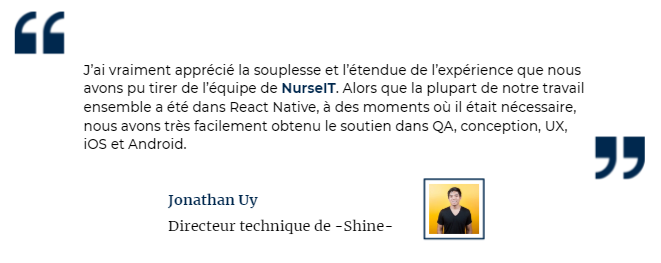 J'ai vraiment apprécié la souplesse et l'étendue de l'expérience que nous
avons pu tirer de l'équipe de NurseIT. Alors que la plupart de notre travail
ensemble a été dans React Native, à des moments où il était nécessaire,
nous avons très facilement obtenu le soutien dans QA, conception, UX,
iOS et Android.
Jonathan Uy
Directeur technique de -Shine-